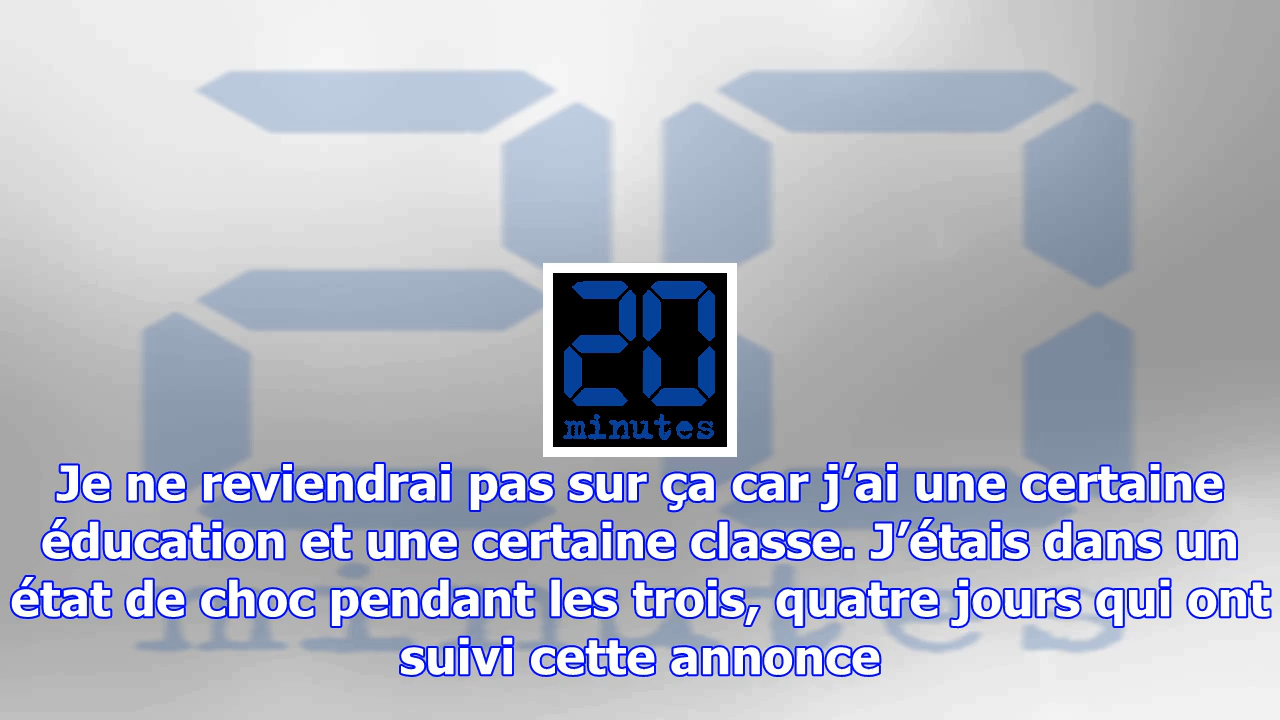 20
minutes
Je ne reviendrai pas sur ça car j’ai une certaine
éducation et une certaine classe. J’étais dans un
état de choc pendant les trois, quatre jours qui ont
suivi cette annonce